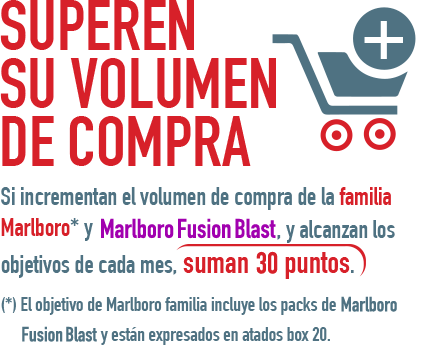 SUPEREN
SU VOLUMEN
DE COMPRA
Si incrementan el volumen de compra de la familia
Marlboro* y Marlboro Fusion Blast, y alcanzan los
objetivos de cada mes, suman 30 puntos.
(*) El objetivo de Marlboro familia incluye los packs de Marlboro
Fusion Blast y están expresados en atados box 20.